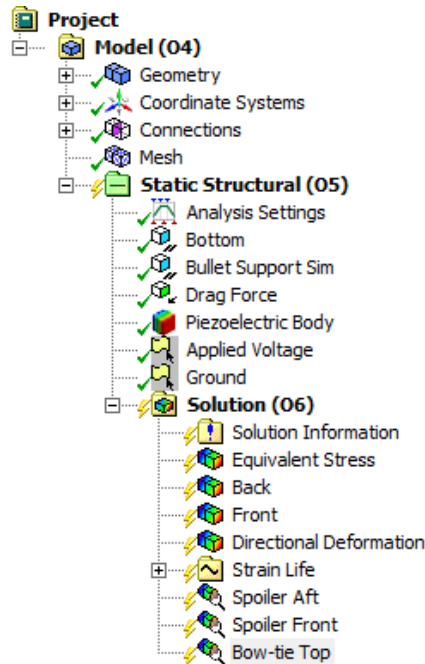 Project
Model (O4)
Geometry
Coordinate Systems
Connections
Mesh
Static Structural (O5)
Analysis Settings
Bottom
Bullet Support Sim
Drag Force
Piezoelectric Body
Applied Voltage
Ground
Solution (O6)
Solution Information
Equivalent Stress
Back
Front
Directional Deformation
Strain Life
Spoiler Aft
Spoiler Front
Bow-tie Top